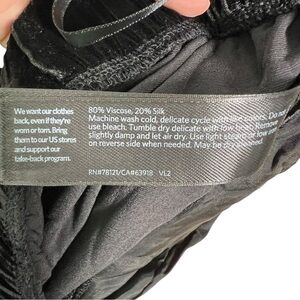 We want our clothes
back, even if they're
worn or torn. Bring
them to our US stores
and support our
take-back program.
80% Viscose, 20% Silk
Machine wash cold, delicate cycle with like colors. Do not
use bleach. Tumble dry delicate with low heat. Remove
slightly damp and let air dry. Use light steam or low iron
on reverse side when needed. May be dry cleaned.
RN#78121/CA#63918 VL2